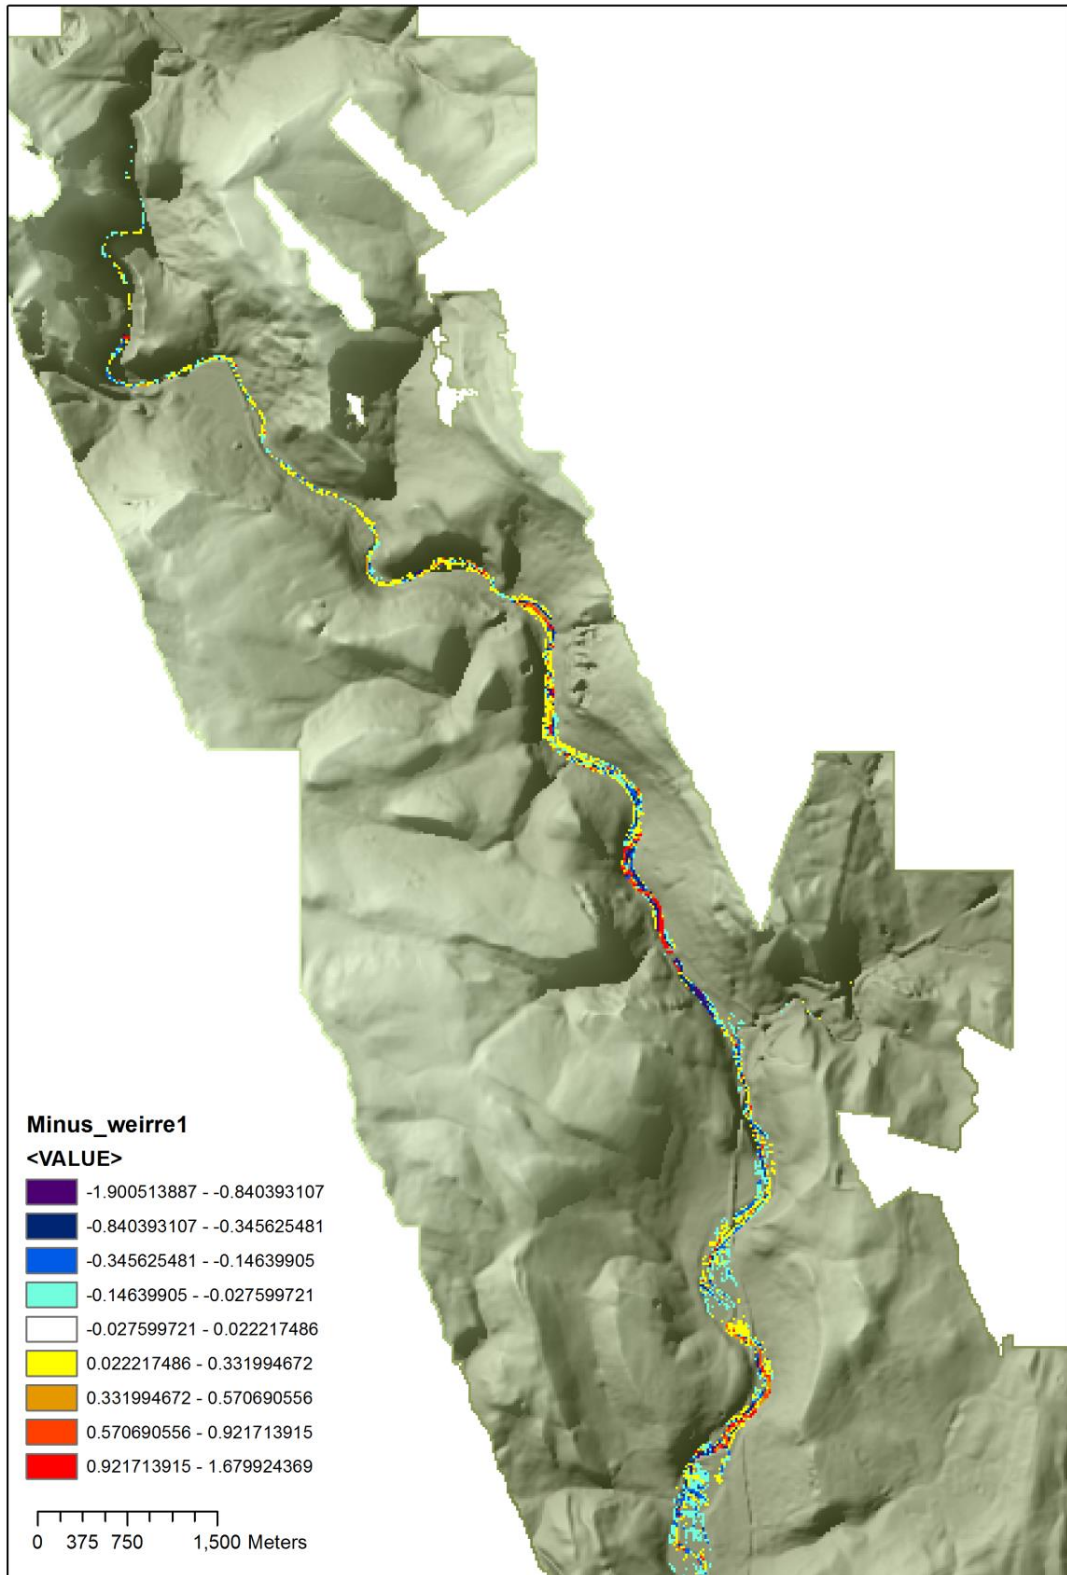 Minus_weirre1
<VALUE>
-1.900513887 - -0.840393107
-0.840393107 - -0.345625481
-0.345625481 - -0.14639905
-0.14639905 - -0.027599721
-0.027599721 - 0.022217486
0.022217486 - 0.331994672
0.331994672 - 0.570690556
0.570690556 - 0.921713915
0.921713915 - 1.679924369
0 375 750 1,500 Meters